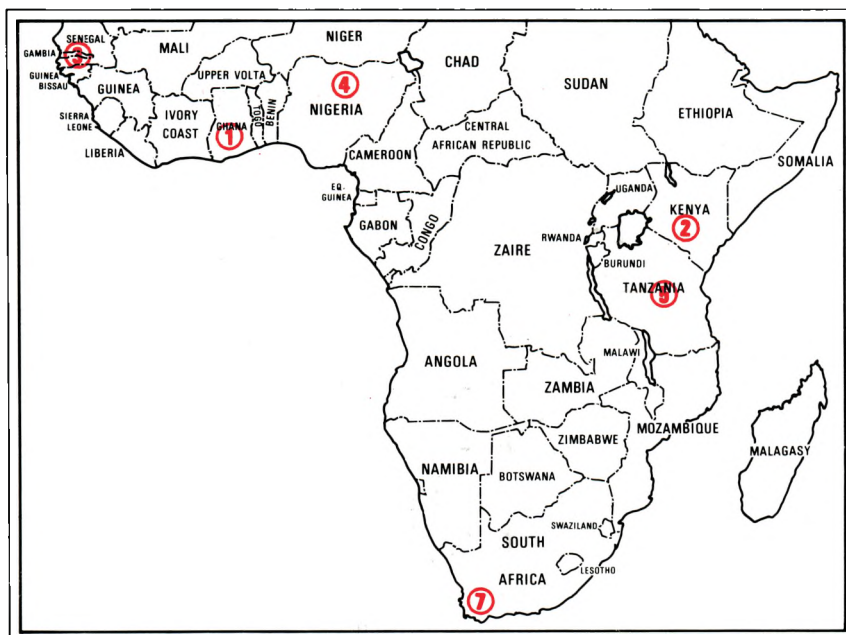 SENEGAL
GAMBIA
3
GUINEA
BISSAU
MALI
NIGER
CHAD
SUDAN
UPPER VOLTA
4
NIGERIA
GUINEA
SIERRA
LEONE
LIBERIA
IVORY
COAST
GHANA
1
TOGO
BENIN
ETHIOPIA
SOMALIA
CENTRAL
AFRICAN REPUBLIC
CAMEROON
EQ.
GUINEA
GABON
CONGO
ZAIRE
UGANDA
KENYA
2
RWANDA
BURUNDI
TANZANIA
ANGOLA
ZAMBIA
MALAWI
MOZAMBIQUE
MALAGASY
ZIMBABWE
NAMIBIA
BOTSWANA
SWAZILAND
SOUTH
AFRICA
LESOTHO
7